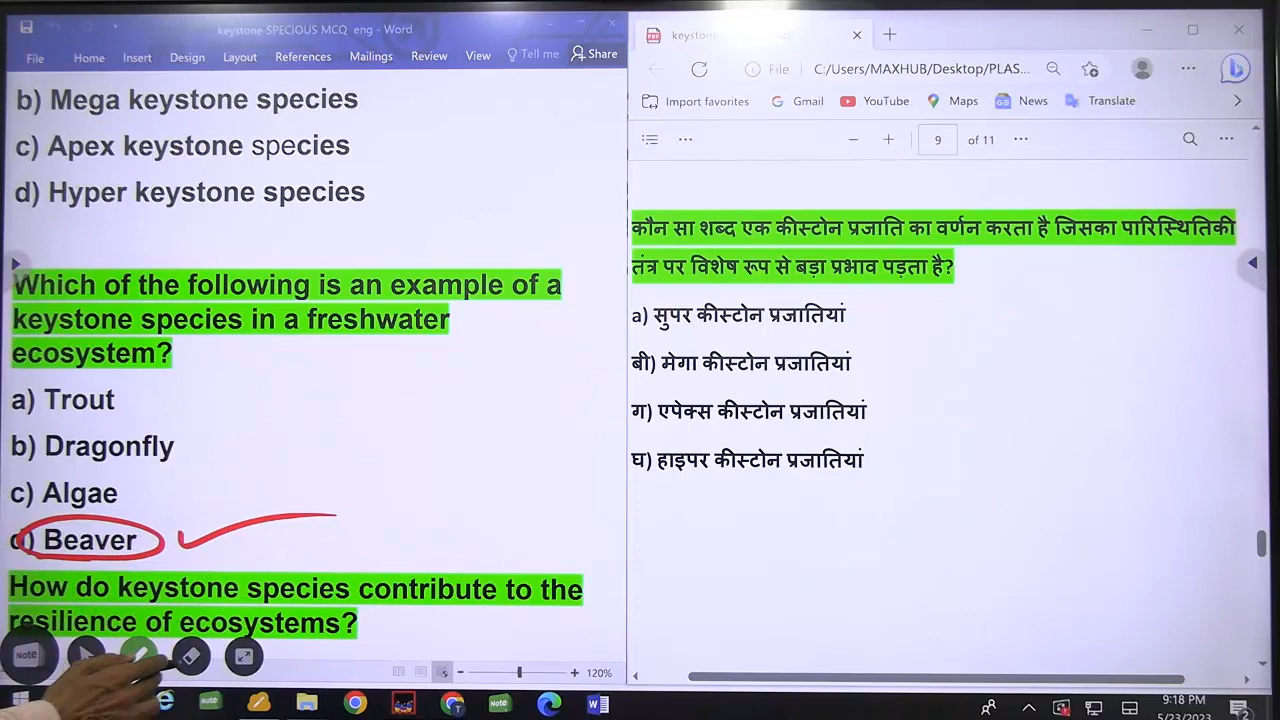 keystone SPECIOUS MCQ eng - Word
File Home Insert Design Layout References Mailings Review View Tell me Share
b) Mega keystone species
c) Apex keystone species
d) Hyper keystone species
Which of the following is an example of a
keystone species in a freshwater
ecosystem?
a) Trout
b) Dragonfly
c) Algae
d) Beaver
How do keystone species contribute to the
resilience of ecosystems?
Note
120%
keystone
File C:/Users/MAXHUB/Desktop/PLAS...
Import favorites Gmail YouTube Maps News Translate
9 of 11
कौन सा शब्द एक कीस्टोन प्रजाति का वर्णन करता है जिसका पारिस्थितिकी
तंत्र पर विशेष रूप से बड़ा प्रभाव पड़ता है?
a) सुपर कीस्टोन प्रजातियां
बी) मेगा कीस्टोन प्रजातियां
ग) एपेक्स कीस्टोन प्रजातियां
घ) हाइपर कीस्टोन प्रजातियां
Note Note
9:18 PM